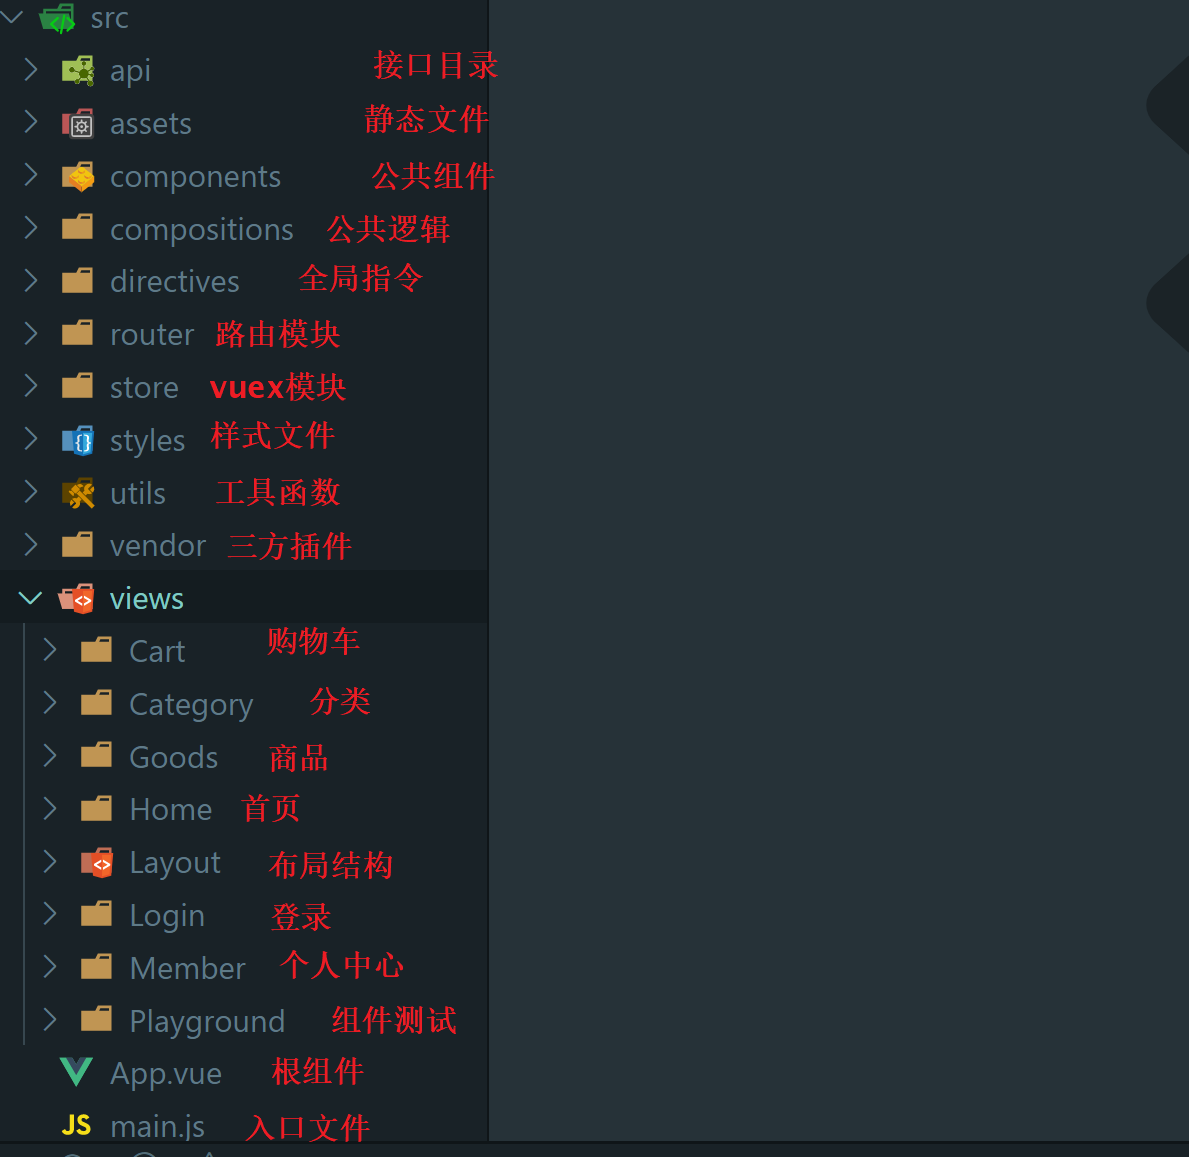 src
api 接口目录
assets 静态文件
components 公共组件
compositions 公共逻辑
directives 全局指令
router 路由模块
store vuex模块
styles 样式文件
utils 工具函数
vendor 三方插件
views
Cart 购物车
Category 分类
Goods 商品
Home 首页
Layout 布局结构
Login 登录
Member 个人中心
Playground 组件测试
App.vue 根组件
JS main.js 入口文件